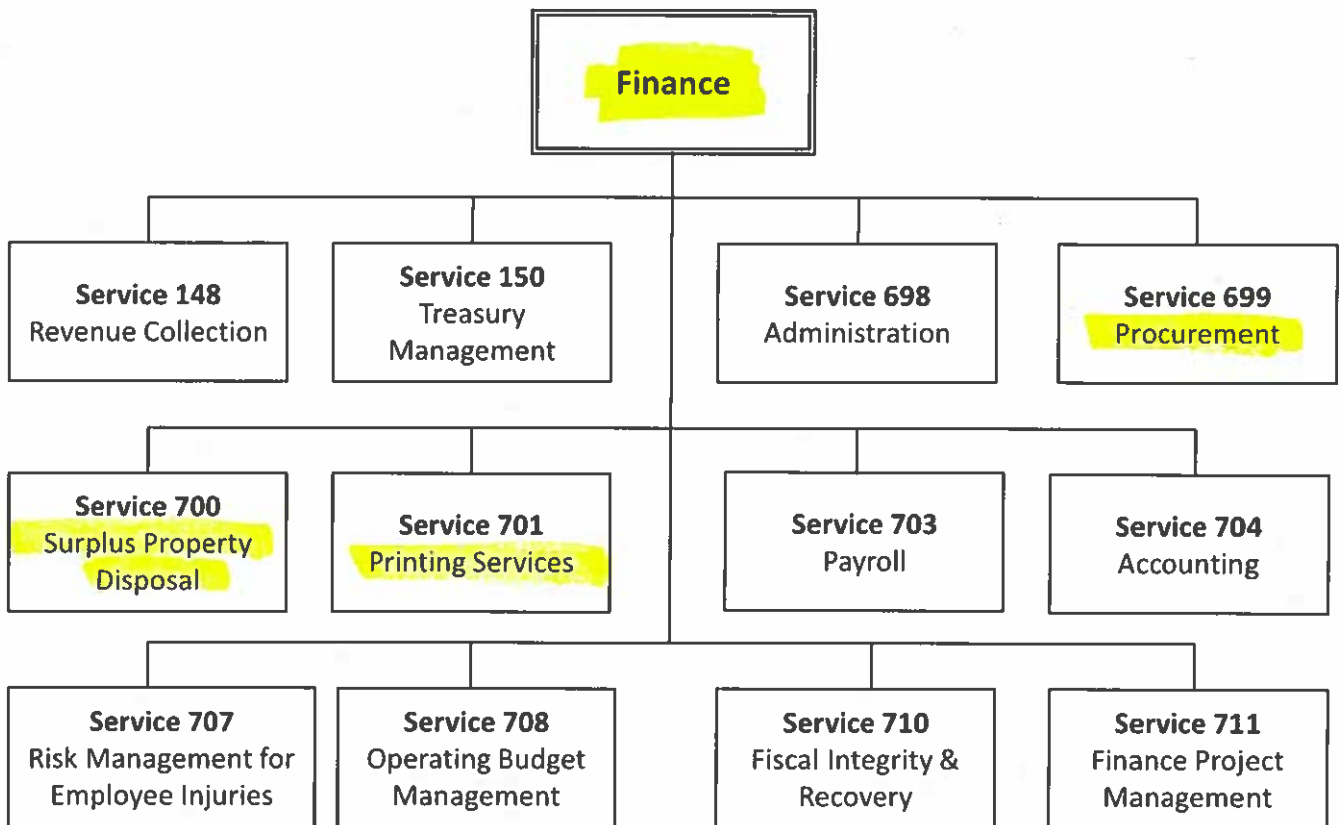 Finance
Service 148
Revenue Collection
Service 150
Treasury
Management
Service 698
Administration
Service 699
Procurement
Service 700
Surplus Property
Disposal
Service 701
Printing Services
Service 703
Payroll
Service 704
Accounting
Service 707
Risk Management for
Employee Injuries
Service 708
Operating Budget
Management
Service 710
Fiscal Integrity &
Recovery
Service 711
Finance Project
Management